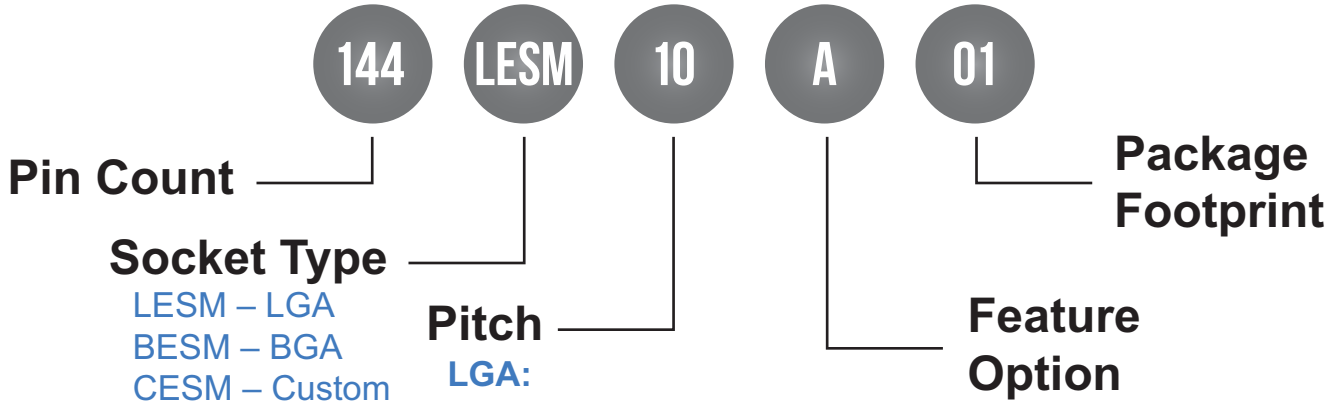 144 LESM 10 A 01
Pin Count
Package
Footprint
Socket Type
LESM – LGA
BESM – BGA
CESM – Custom
Pitch
LGA:
Feature
Option